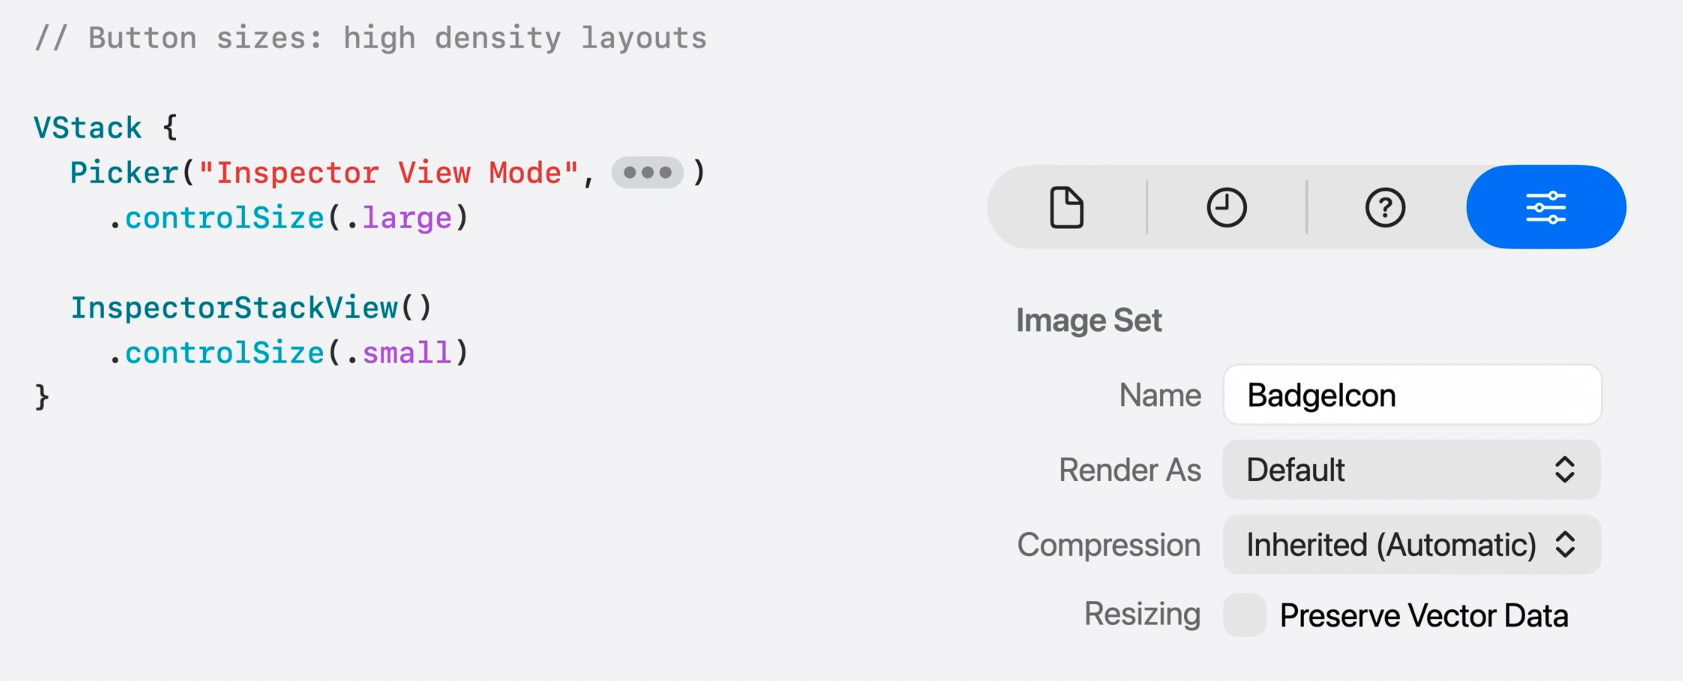 // Button sizes: high density layouts
VStack {
Picker("Inspector View Mode", ••• )
.controlSize(.large)
InspectorStackView()
.controlSize(.small)
}
?
Image Set
Name BadgeIcon
Render As Default
Compression Inherited (Automatic)
Resizing Preserve Vector Data